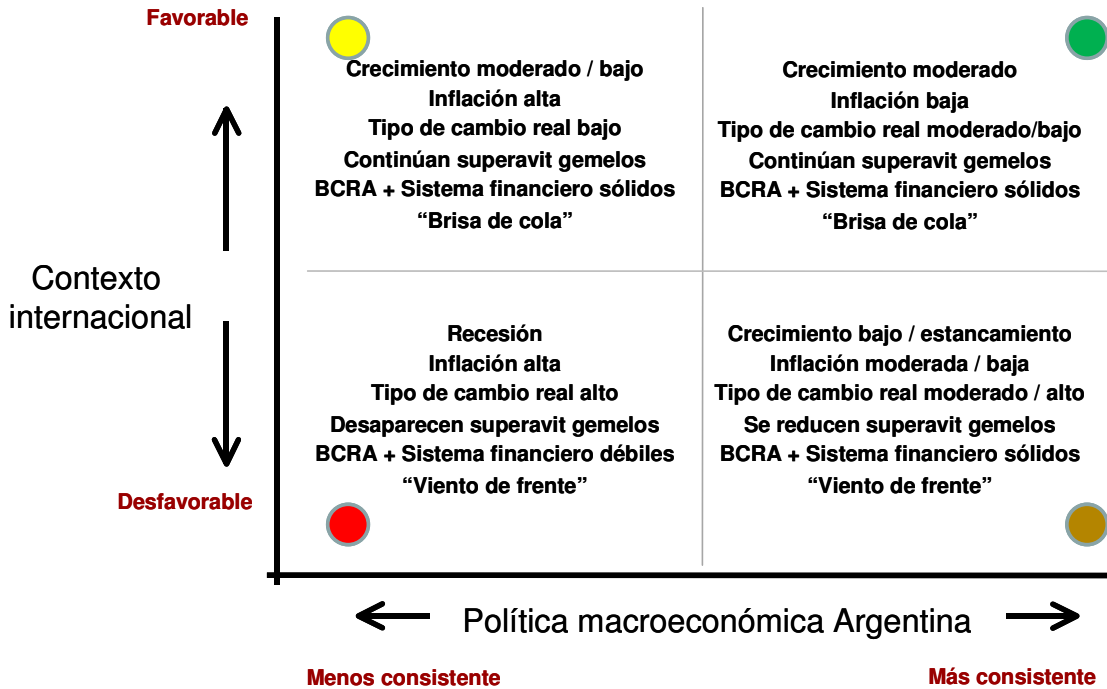 Favorable
Crecimiento moderado / bajo
Inflación alta
Tipo de cambio real bajo
Continúan superavit gemelos
BCRA + Sistema financiero sólidos
“Brisa de cola”
Crecimiento moderado
Inflación baja
Tipo de cambio real moderado/bajo
Continúan superavit gemelos
BCRA + Sistema financiero sólidos
“Brisa de cola”
Contexto
internacional
Recesión
Inflación alta
Tipo de cambio real alto
Desaparecen superavit gemelos
BCRA + Sistema financiero débiles
“Viento de frente”
Crecimiento bajo / estancamiento
Inflación moderada / baja
Tipo de cambio real moderado / alto
Se reducen superavit gemelos
BCRA + Sistema financiero sólidos
“Viento de frente”
Desfavorable
Política macroeconómica Argentina
Menos consistente
Más consistente